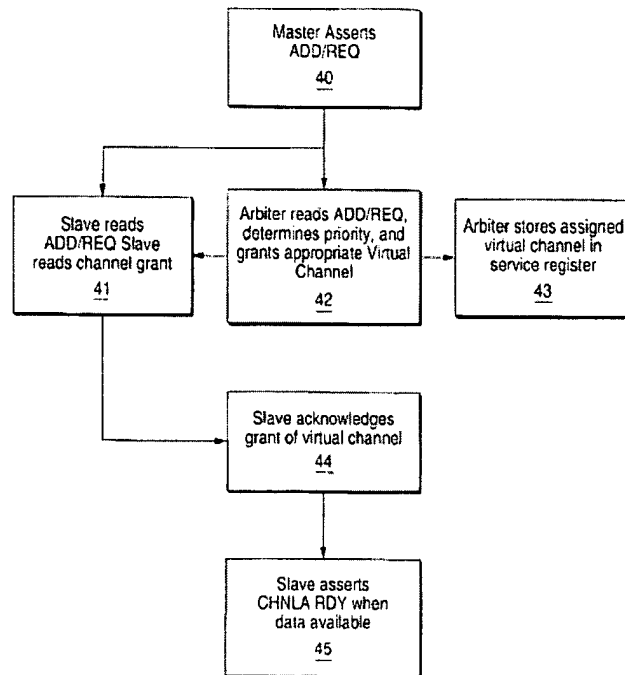 Master Asserts
ADD/REQ
40
Slave reads
ADD/REQ Slave
reads channel grant
41
Arbiter reads ADD/REQ,
determines priority, and
grants appropriate Virtual
Channel
42
Arbiter stores assigned
virtual channel in
service register
43
Slave acknowledges
grant of virtual channel
44
Slave asserts
CHNLA RDY when
data available
45